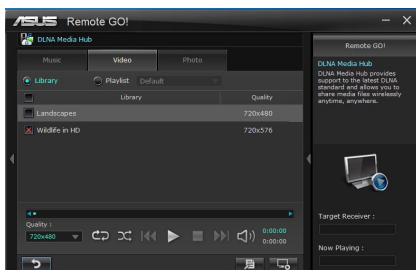 ASUS Remote GO!
DLNA Media Hub
Music Video Photo
Library Playlist Default
Library Quality
Landscapes 720x480
Wildlife in HD 720x576
Quality :
720x480
0:00:00
0:00:00
Remote GO!
DLNA Media Hub
DLNA Media Hub provides
support to the latest DLNA
standard and allows you to
share media files wirelessly
anytime, anywhere.
Target Receiver :
Now Playing :